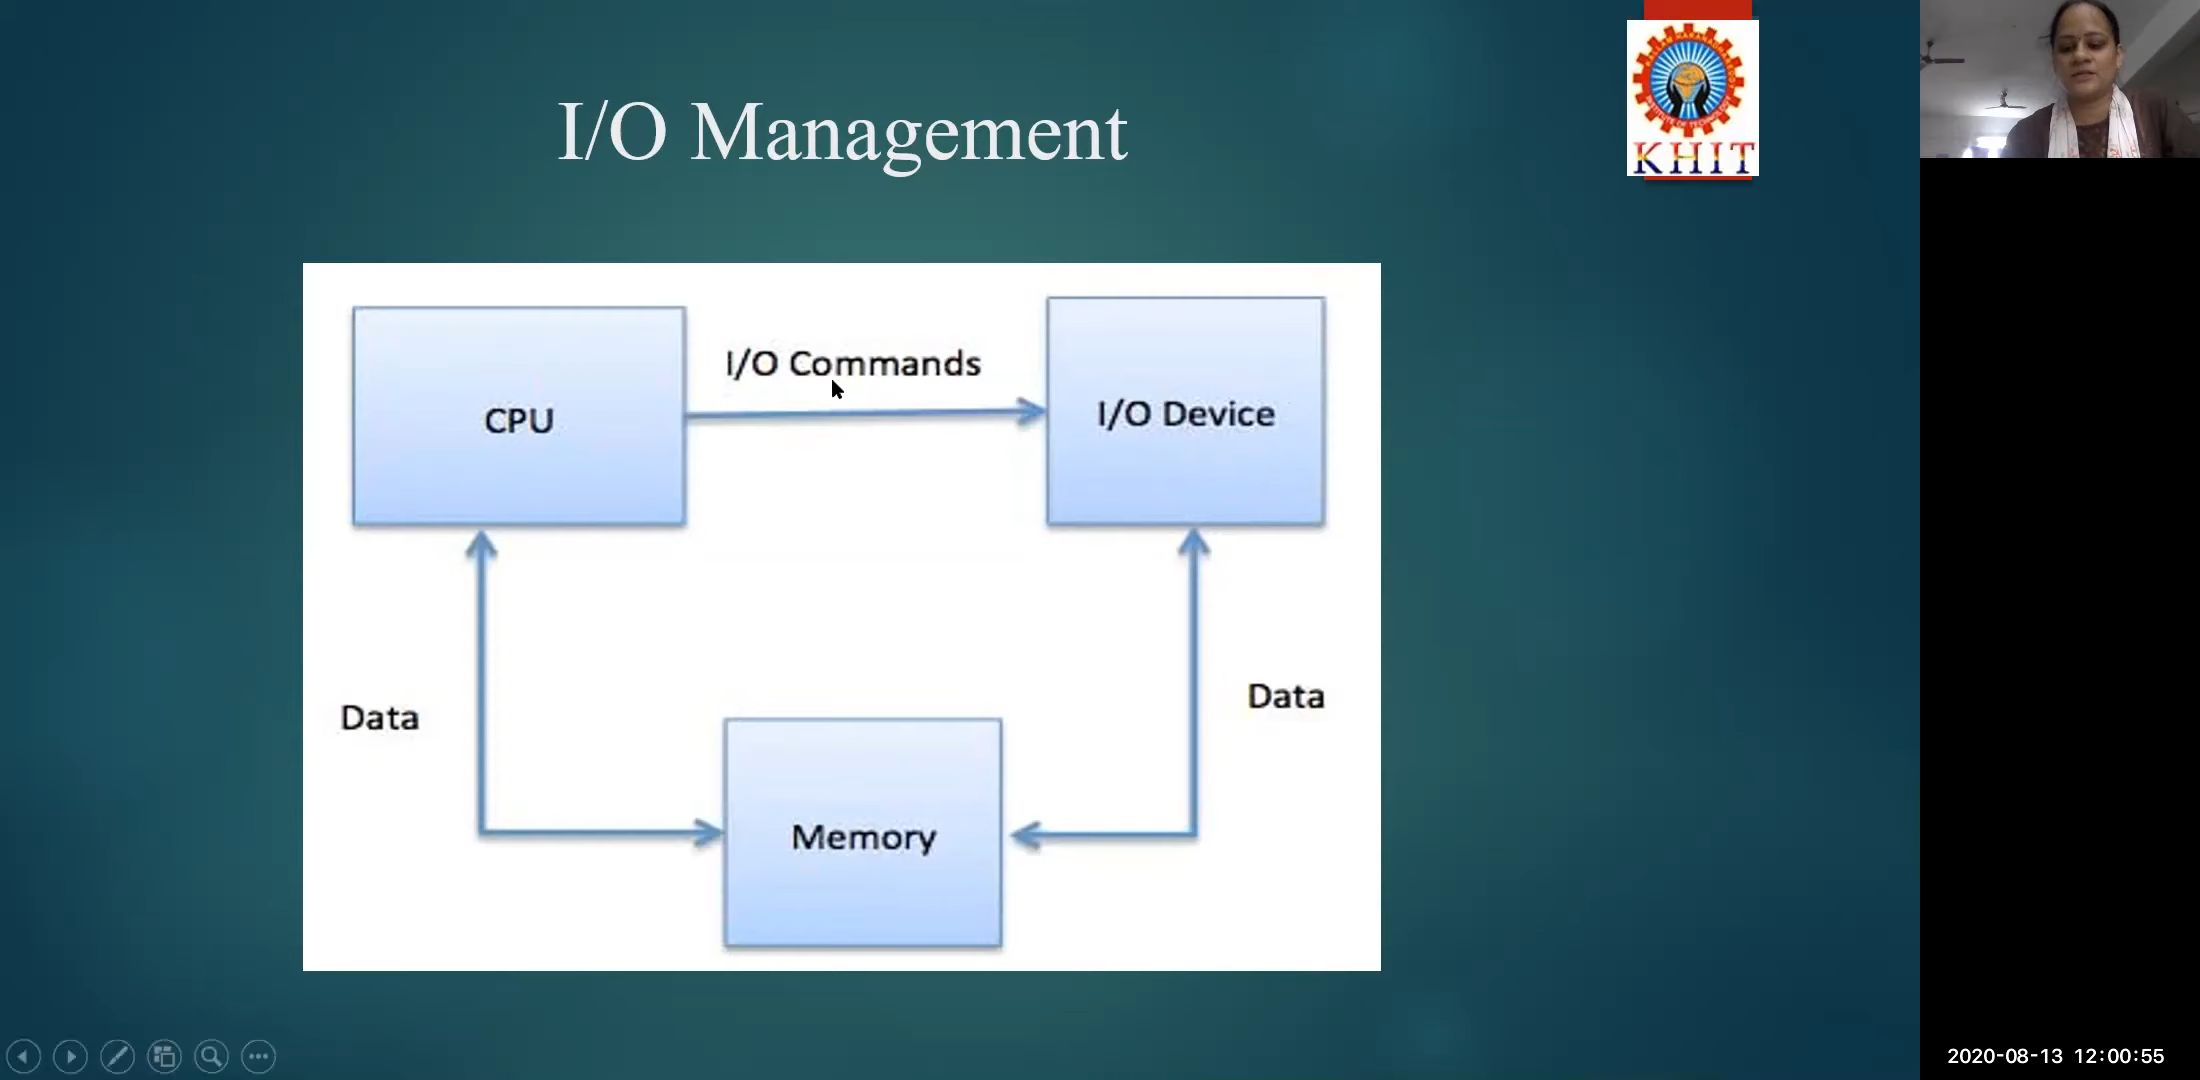 I/O Management
KHIT
I/O Commands
CPU
I/O Device
Data
Data
Memory
2020-08-13 12:00:55